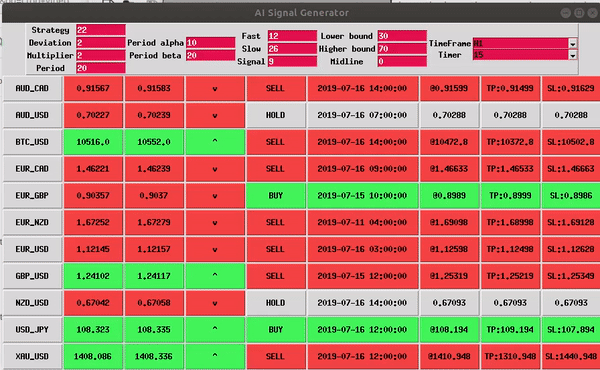 AI Signal Generator
Strategy 22 Fast 12 Lower bound 30
Deviation 2 Period alpha 10 Slow 26 Higher bound 70 TimeFrame H1
Multiplier 2 Period beta 20 Signal 9 Midline 0 Timer 15
Period 20
AUD_CAD 0.91567 0.91583 v SELL 2019-07-16 14:00:00 @0.91599 TP:0.91499 SL:0.91629
AUD_USD 0.70227 0.70239 v HOLD 2019-07-16 07:00:00 0.70288 0.70288 0.70288
BTC_USD 10516.0 10552.0 ^ SELL 2019-07-16 14:00:00 @10472.8 TP:10372.8 SL:10502.8
EUR_CAD 1.46221 1.46239 v SELL 2019-07-16 09:00:00 @1.46633 TP:1.46533 SL:1.46663
EUR_GBP 0.90357 0.9037 v BUY 2019-07-15 10:00:00 @0.8989 TP:0.8999 SL:0.8986
EUR_NZD 1.67252 1.67279 v SELL 2019-07-11 04:00:00 @1.69098 TP:1.68998 SL:1.69128
EUR_USD 1.12145 1.12157 v SELL 2019-07-16 03:00:00 @1.12598 TP:1.12498 SL:1.12628
GBP_USD 1.24102 1.24117 ^ SELL 2019-07-15 12:00:00 @1.25319 TP:1.25219 SL:1.25349
NZD_USD 0.67042 0.67058 v HOLD 2019-07-16 14:00:00 0.67093 0.67093 0.67093
USD_JPY 108.323 108.335 ^ BUY 2019-07-16 12:00:00 @108.194 TP:109.194 SL:107.894
XAU_USD 1408.086 1408.336 ^ SELL 2019-07-16 12:00:00 @1410.948 TP:1310.948 SL:1440.948